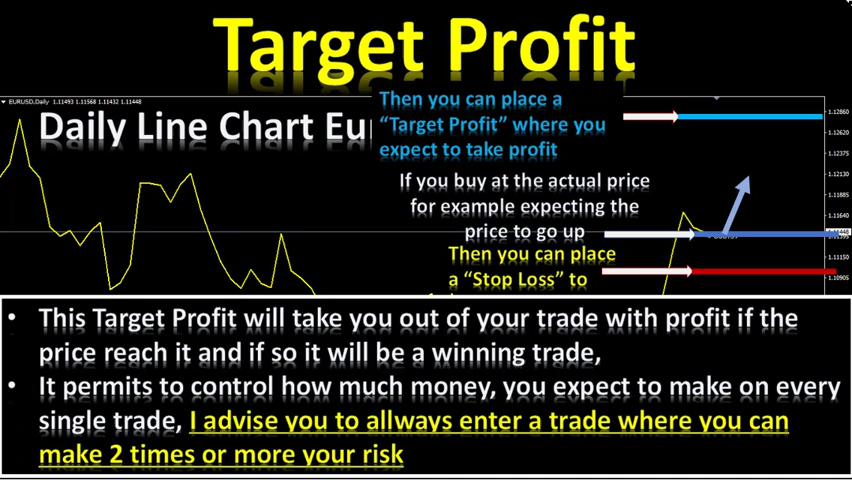 Target Profit
EURUSD,Daily 1.11493 1.11568 1.11432 1.11448
Daily Line Chart Eu
Then you can place a
“Target Profit” where you
expect to take profit
If you buy at the actual price
for example expecting the
price to go up
Then you can place
a “Stop Loss” to
1.12860
1.12620
1.12375
1.12130
1.11885
1.11640
1.11448
1.11150
1.10905
• This Target Profit will take you out of your trade with profit if the
price reach it and if so it will be a winning trade,
• It permits to control how much money, you expect to make on every
single trade, I advise you to allways enter a trade where you can
make 2 times or more your risk